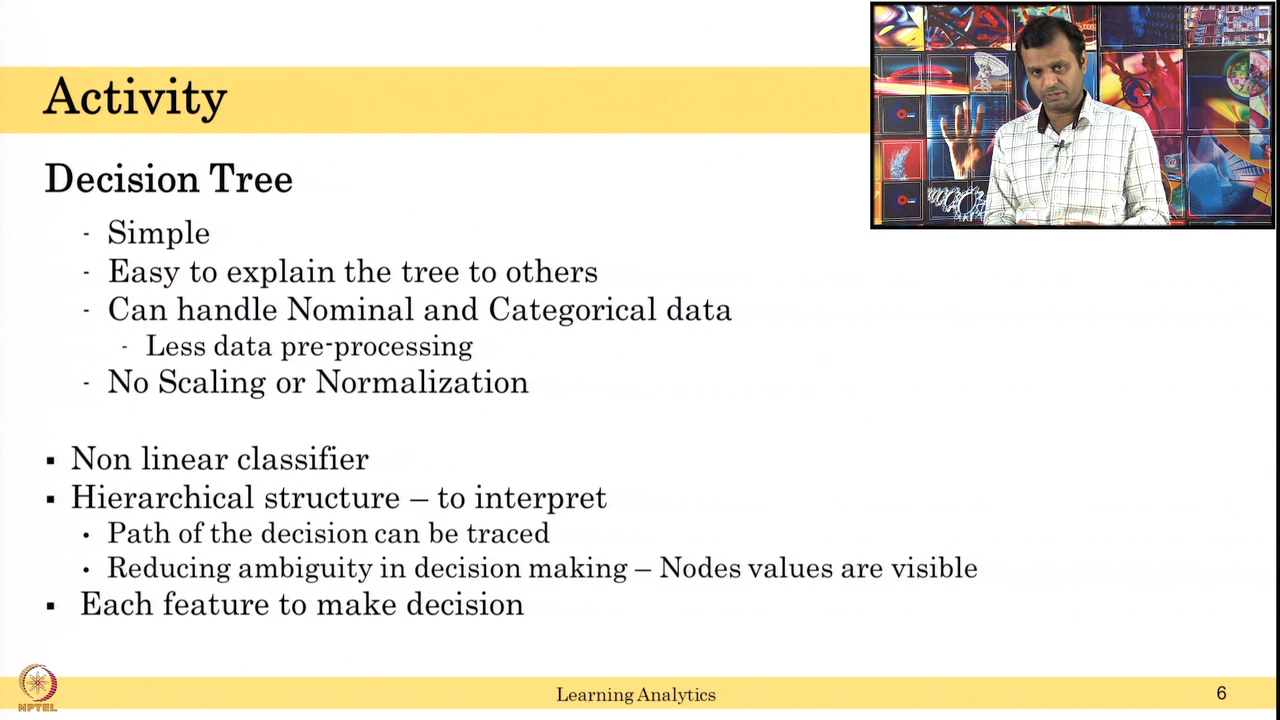 Activity
Decision Tree
- Simple
- Easy to explain the tree to others
- Can handle Nominal and Categorical data
- Less data pre-processing
- No Scaling or Normalization
▪ Non linear classifier
▪ Hierarchical structure – to interpret
• Path of the decision can be traced
• Reducing ambiguity in decision making – Nodes values are visible
▪ Each feature to make decision
NPTEL
Learning Analytics
6